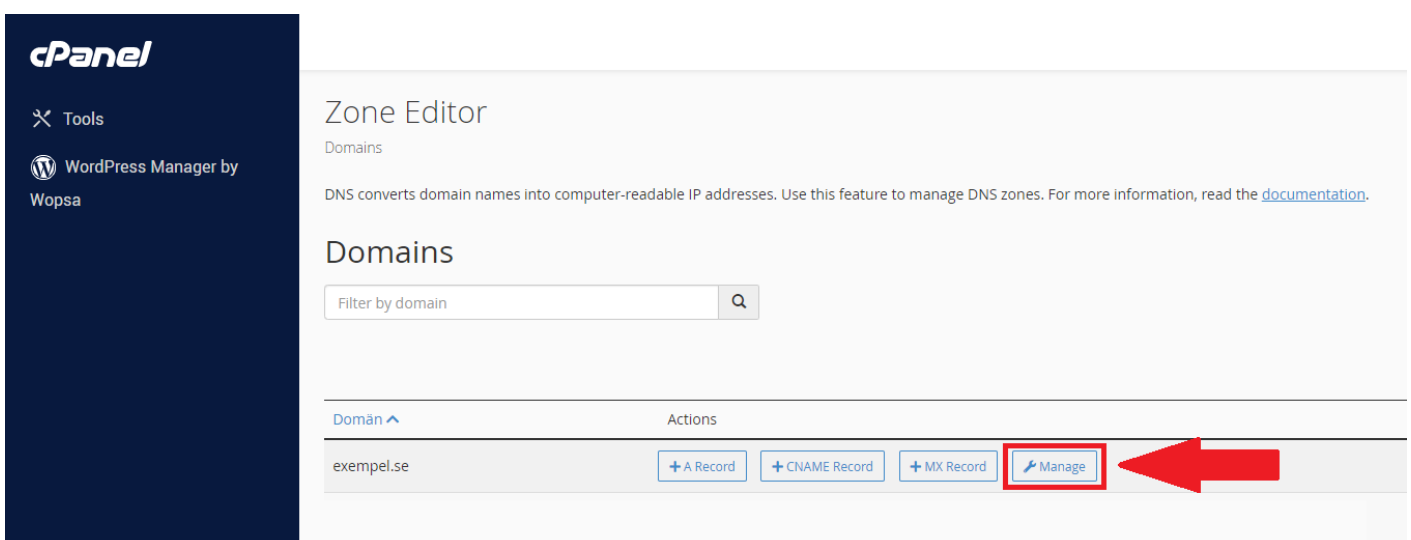 cPanel
Tools
WordPress Manager by
Wopsa
Zone Editor
Domains
DNS converts domain names into computer-readable IP addresses. Use this feature to manage DNS zones. For more information, read the documentation.
Domains
Filter by domain
Domän Actions
exempel.se + A Record + CNAME Record + MX Record Manage